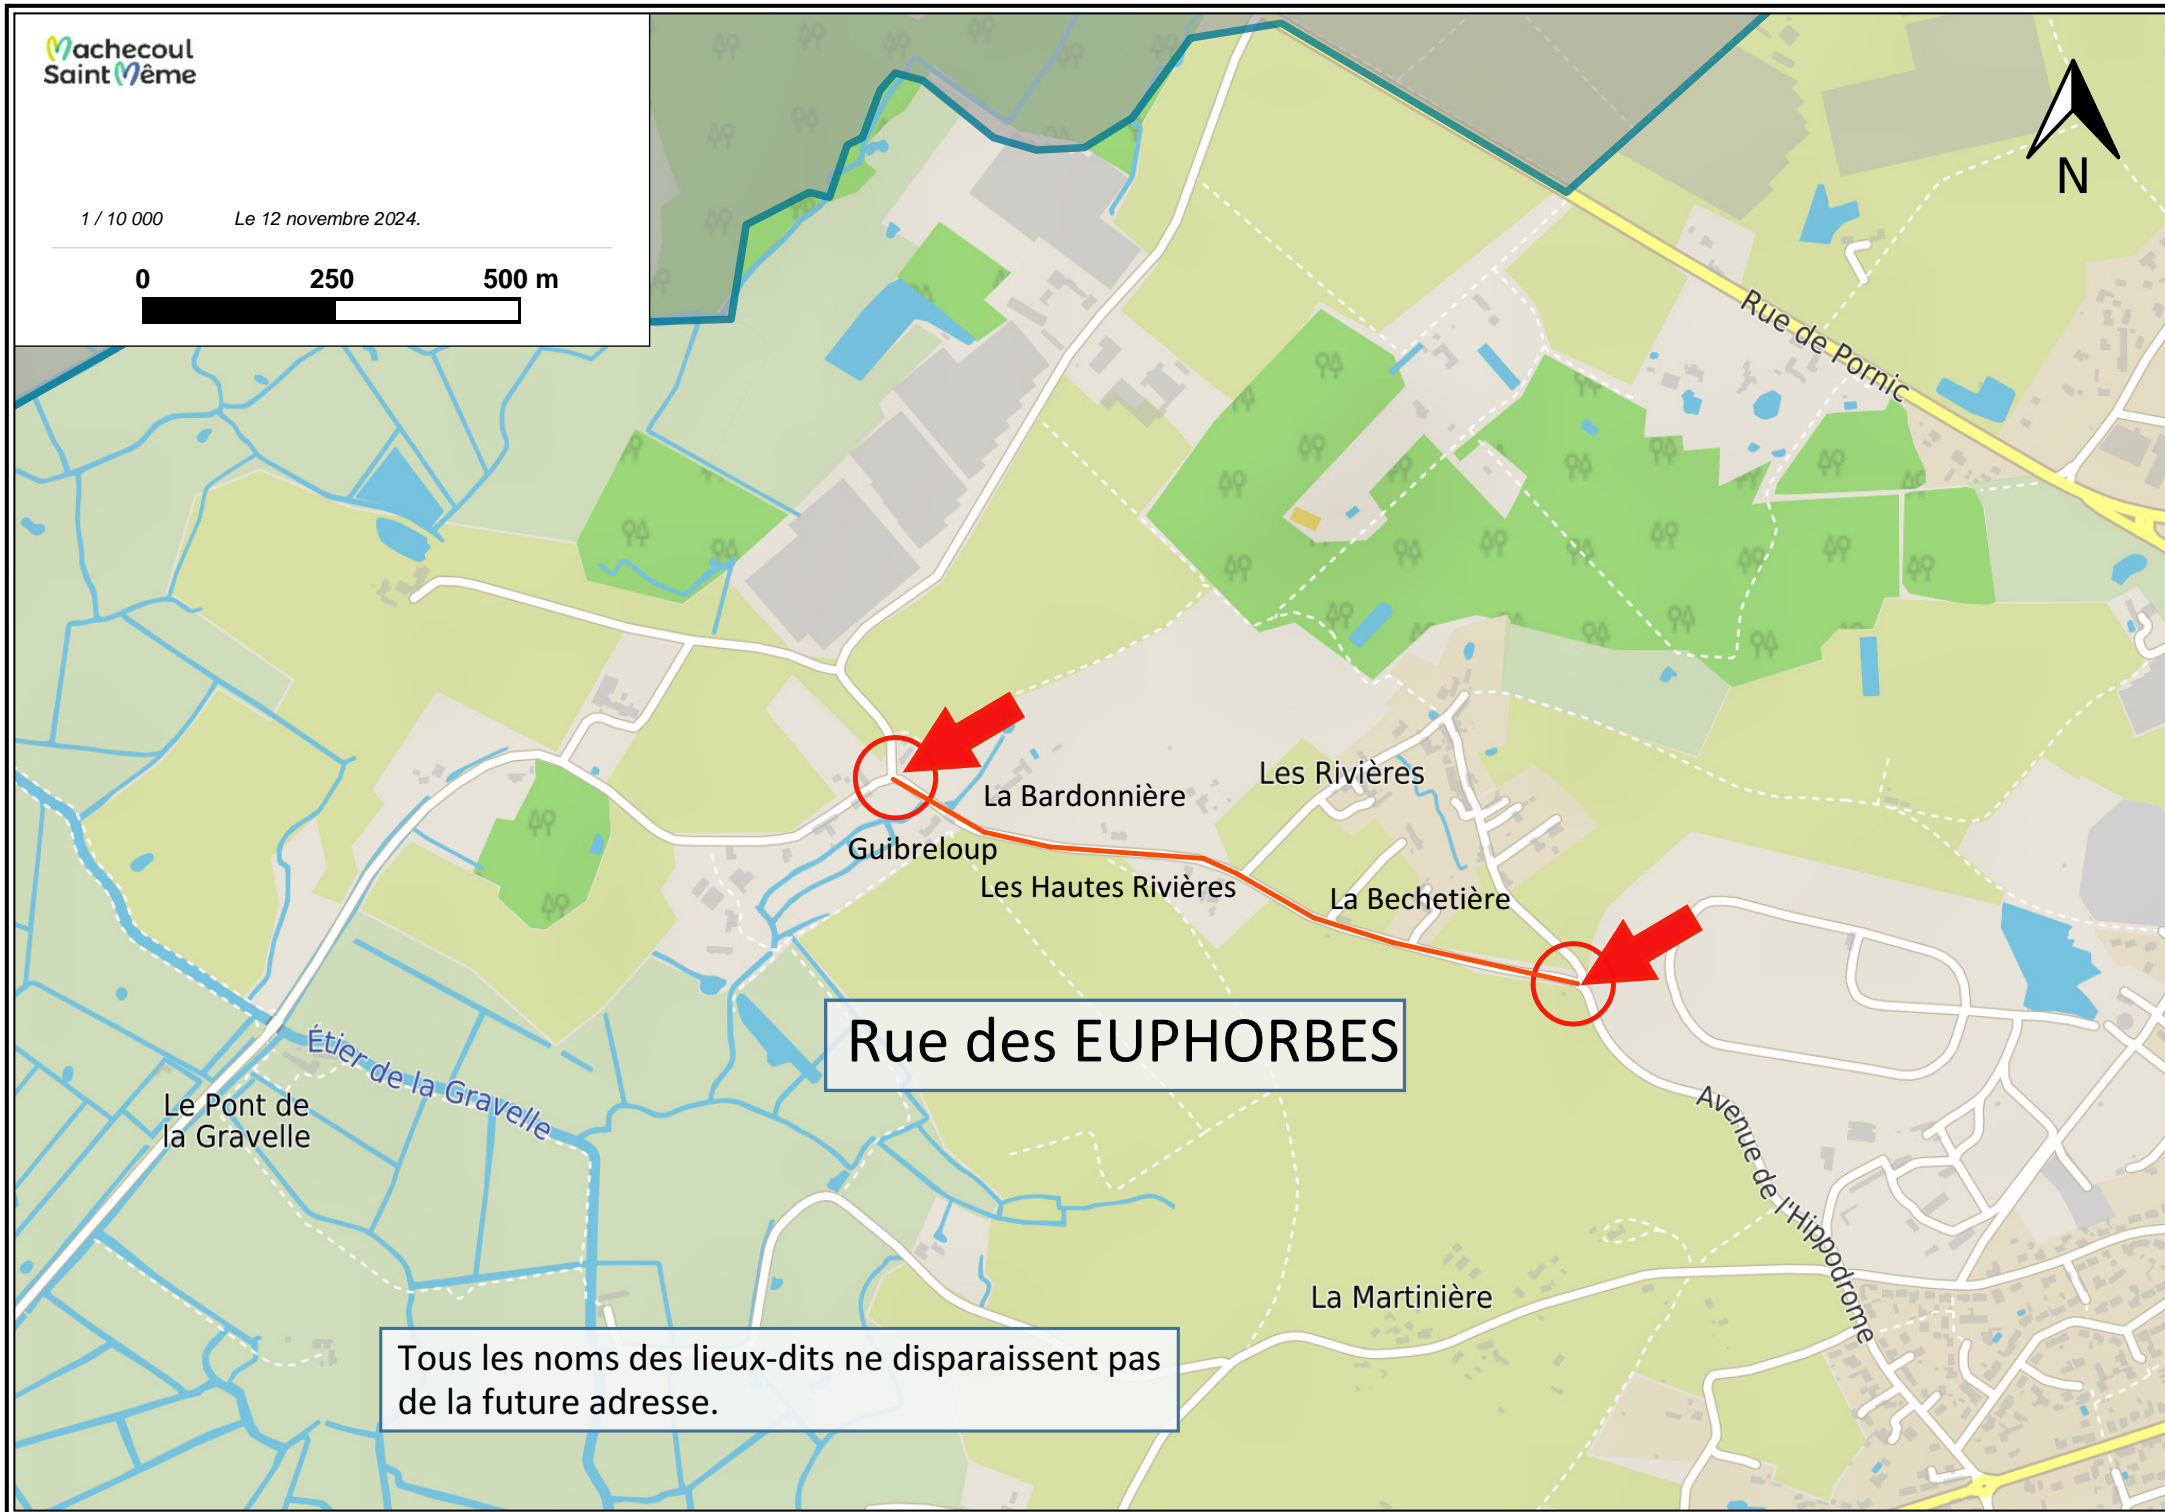 Machecoul
Saint Même
1 / 10 000 Le 12 novembre 2024.
0 250 500 m
N
Rue de Pornic
La Bardonnière
Les Rivières
Guibreloup
Les Hautes Rivières
La Bechetière
Rue des EUPHORBES
Étier de la Gravelle
Le Pont de
la Gravelle
Avenue de l'Hippodrome
La Martinière
Tous les noms des lieux-dits ne disparaissent pas
de la future adresse.